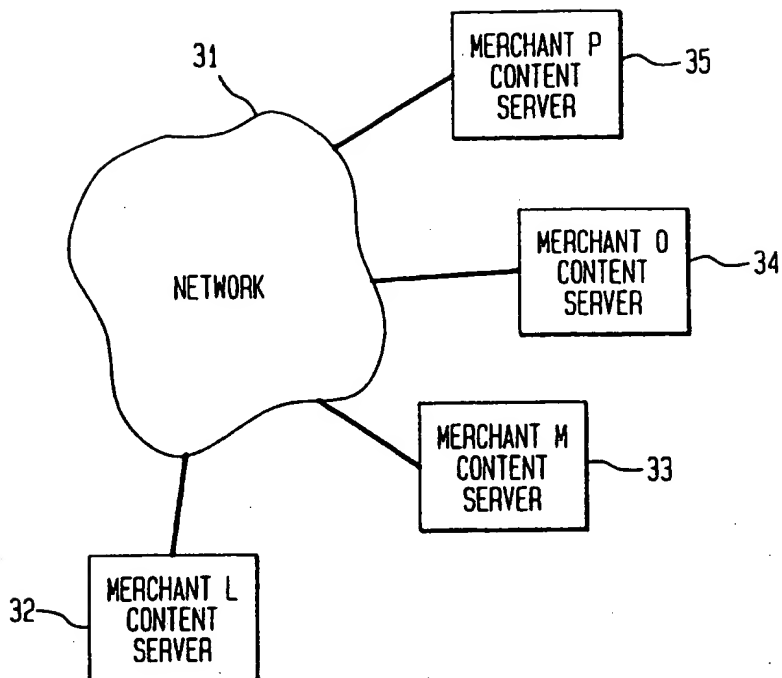 31
MERCHANT P
CONTENT
SERVER
35
MERCHANT O
CONTENT
SERVER
34
NETWORK
MERCHANT M
CONTENT
SERVER
33
MERCHANT L
CONTENT
SERVER
32